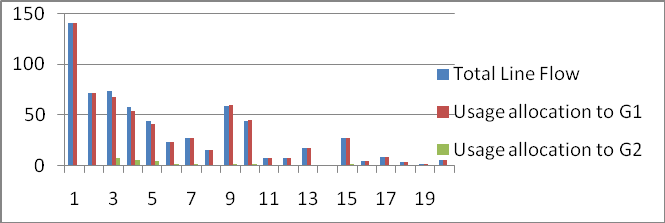 150
100
50
0
1 3 5 7 9 11 13 15 17 19
Total Line Flow
Usage allocation to G1
Usage allocation to G2